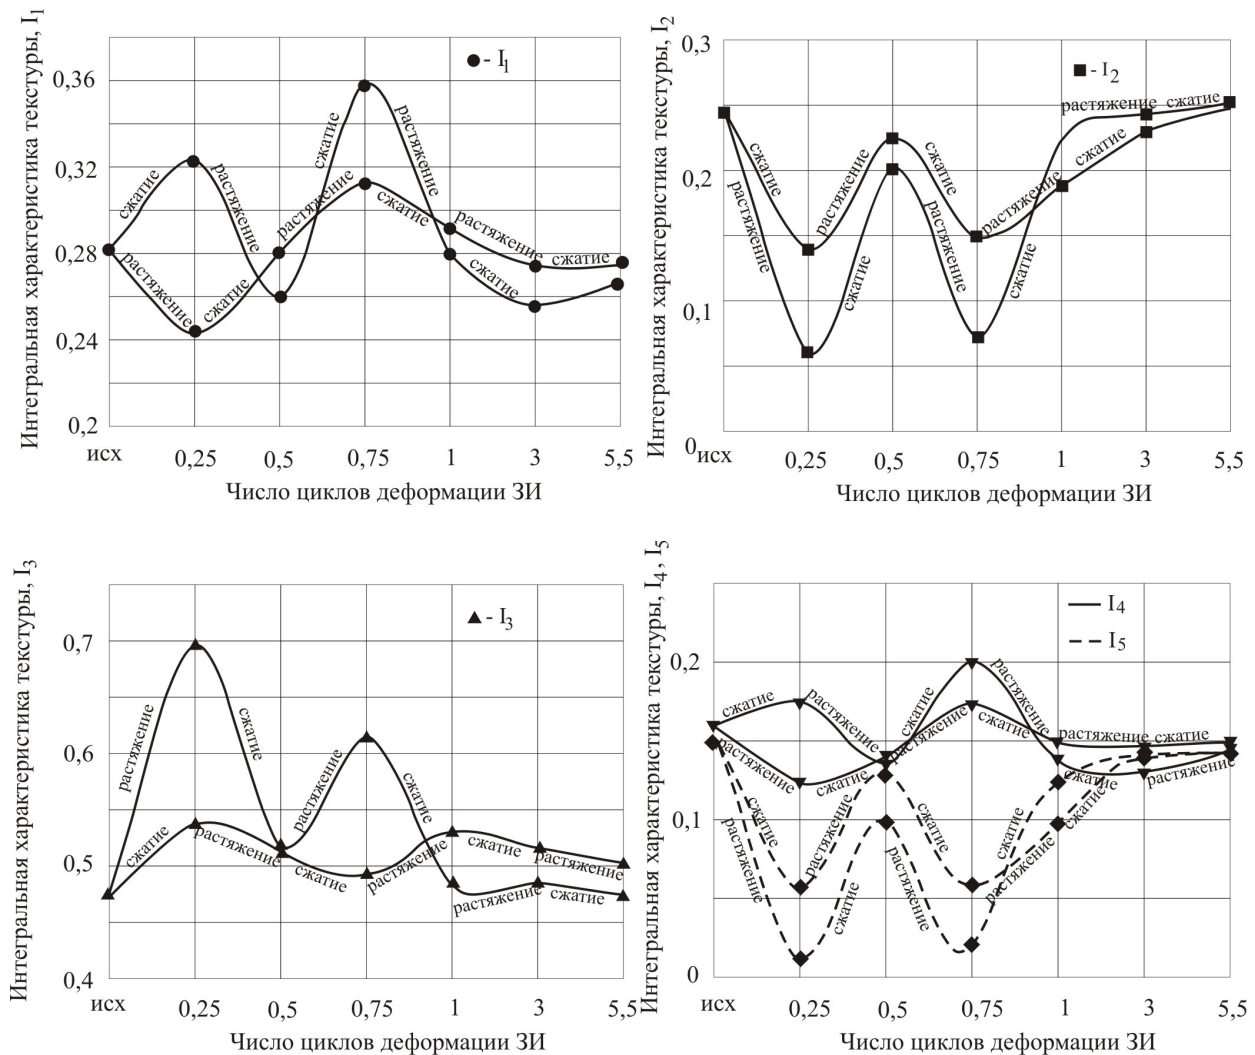 Интегральная характеристика текстуры, I1
0,36
0,32
0,28
0,24
0,2
- I1
сжатие
растяжение
сжатие
растяжение
растяжение
сжатие
растяжение
сжатие
растяжение
сжатие
сжатие
исх 0,25 0,5 0,75 1 3 5,5
Число циклов деформации ЗИ
Интегральная характеристика текстуры, I2
0,3
0,2
0,1
0
- I2
сжатие
растяжение
сжатие
растяжение
растяжение сжатие
растяжение
сжатие
растяжение
сжатие
растяжение
сжатие
исх 0,25 0,5 0,75 1 3 5,5
Число циклов деформации ЗИ
Интегральная характеристика текстуры, I3
0,7
0,6
0,5
0,4
- I3
растяжение
сжатие
растяжение
сжатие
сжатие
растяжение
сжатие
растяжение
сжатие
растяжение
растяжение
сжатие
исх 0,25 0,5 0,75 1 3 5,5
Число циклов деформации ЗИ
Интегральная характеристика текстуры, I4, I5
0,2
0,1
0
I4
I5
сжатие
растяжение
сжатие
растяжение
растяжение сжатие
растяжение
сжатие
растяжение
сжатие
сжатие
растяжение
сжатие
растяжение
сжатие
сжатие
растяжение
сжатие
растяжение
растяжение
сжатие
исх 0,25 0,5 0,75 1 3 5,5
Число циклов деформации ЗИ